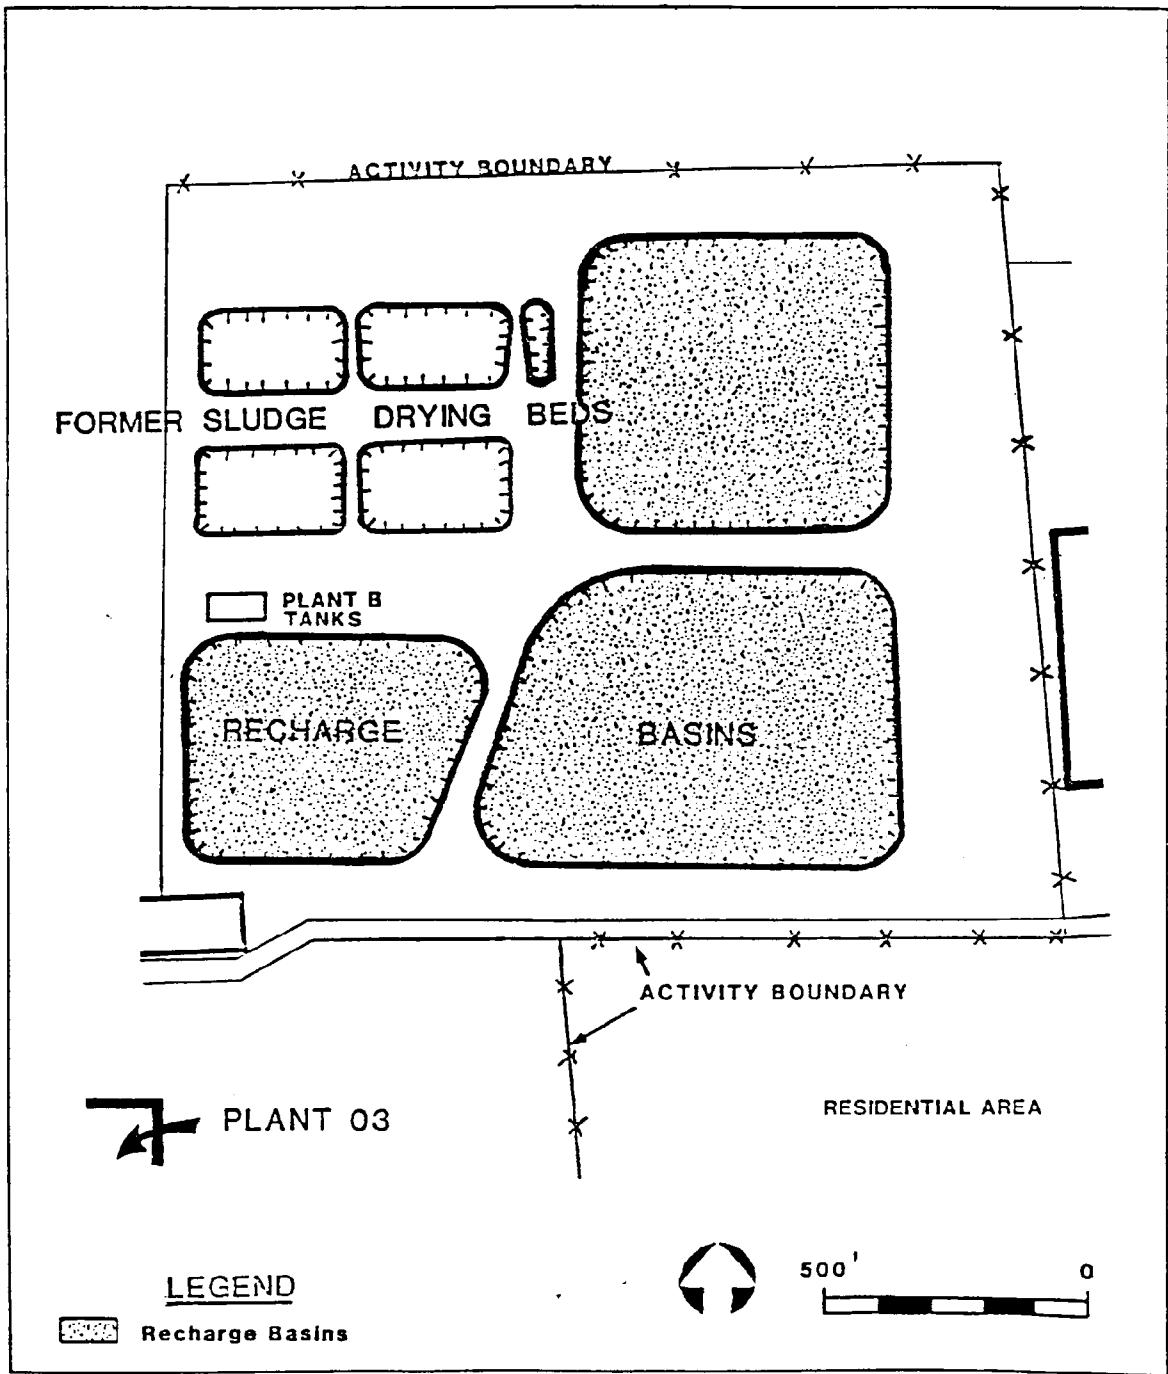 ACTIVITY BOUNDARY
FORMER SLUDGE DRYING BEDS
PLANT B
TANKS
RECHARGE BASINS
ACTIVITY BOUNDARY
RESIDENTIAL AREA
PLANT 03
500' 0
LEGEND
Recharge Basins